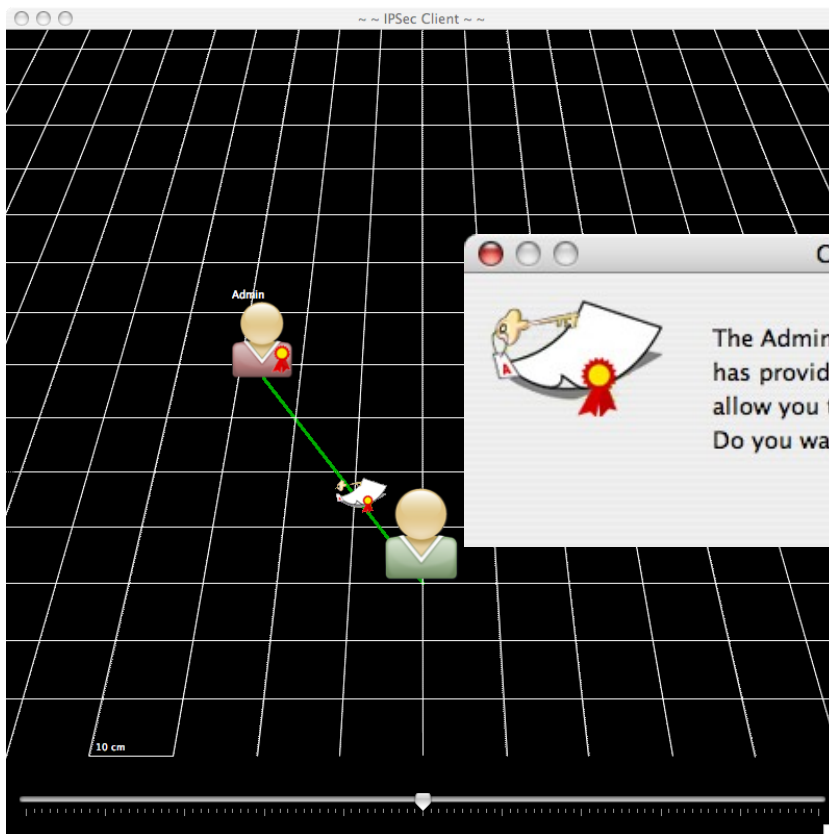 ~ ~ IPSec Client ~ ~
Admin
C
The Admin
has provid
allow you t
Do you wa
A
10 cm